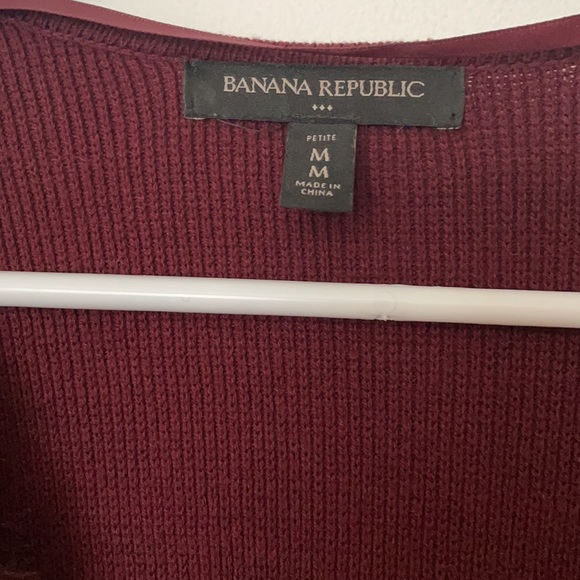 BANANA REPUBLIC
PETITE
M
M
MADE IN
CHINA